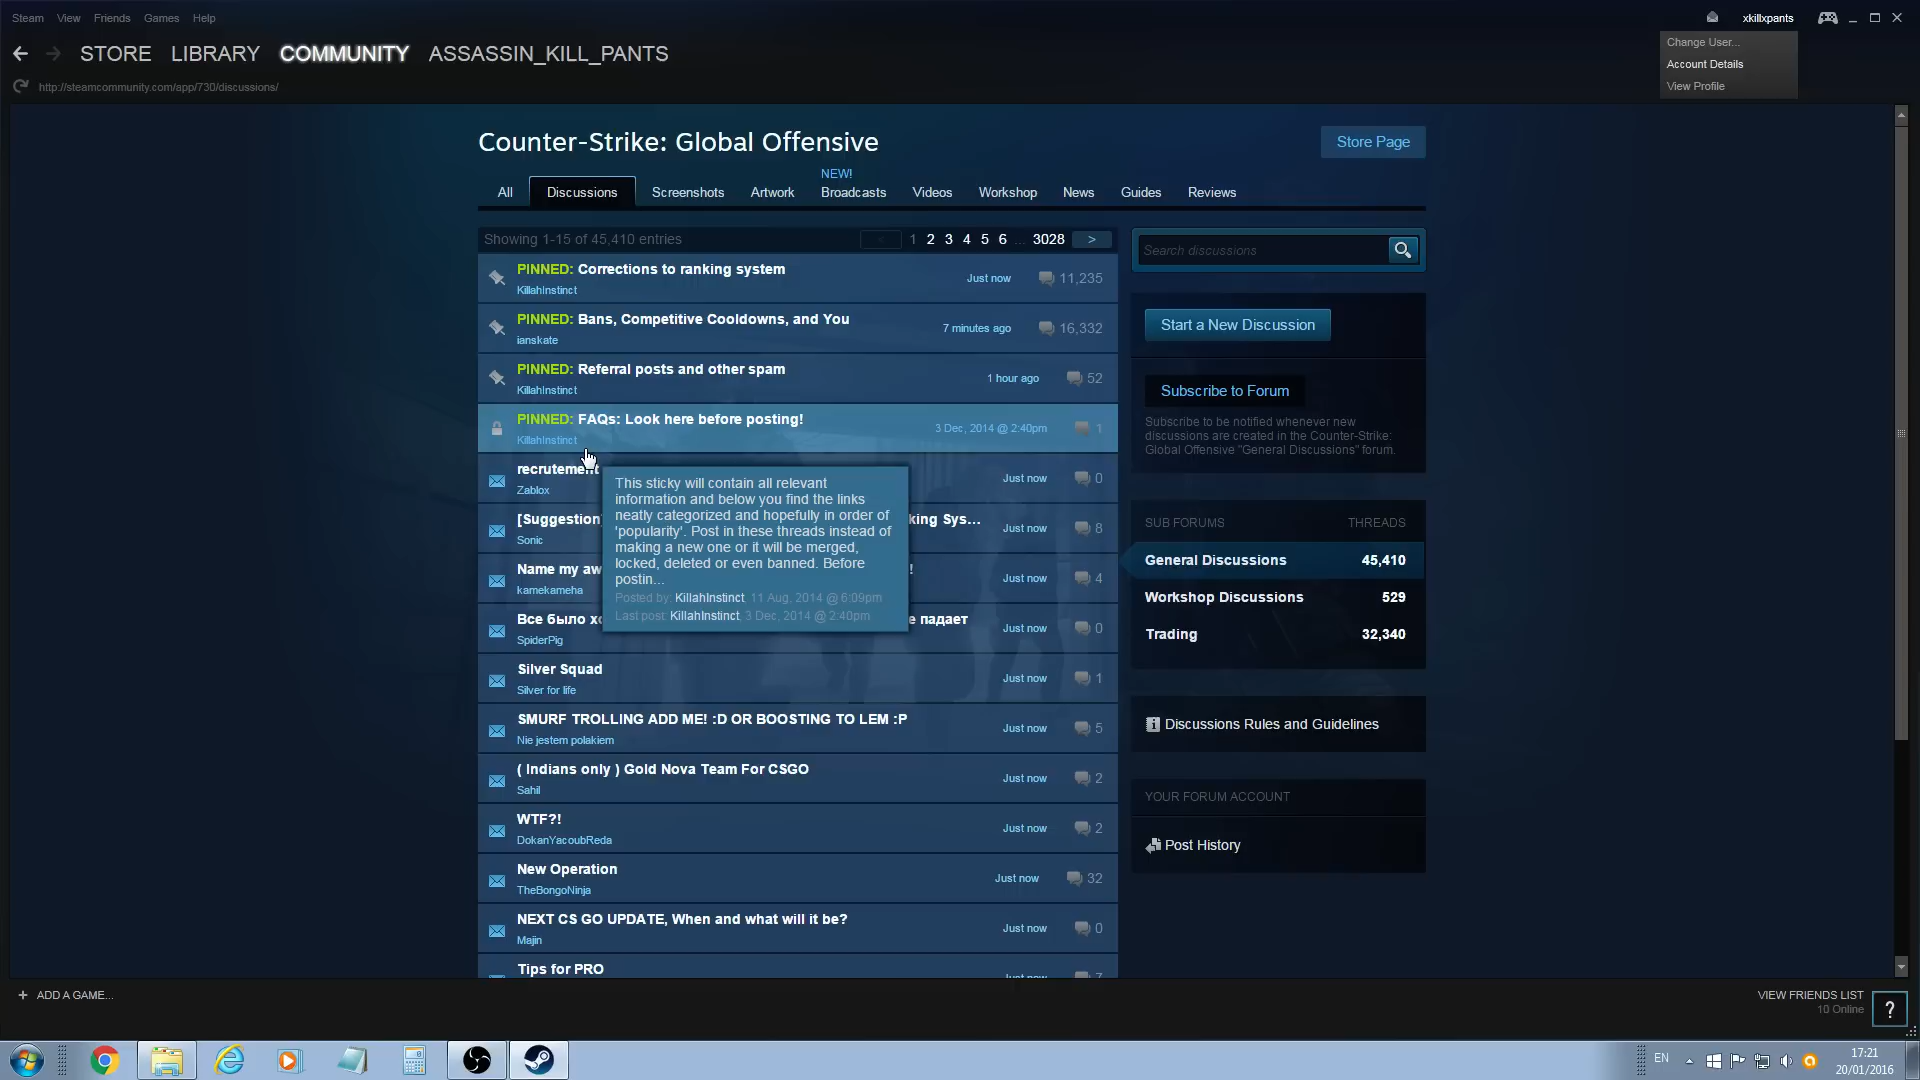 Steam View Friends Games Help
xkillxpants
STORE LIBRARY COMMUNITY ASSASSIN_KILL_PANTS
Change User...
Account Details
View Profile
http://steamcommunity.com/app/730/discussions/
Counter-Strike: Global Offensive
Store Page
NEW!
All Discussions Screenshots Artwork Broadcasts Videos Workshop News Guides Reviews
Showing 1-15 of 45,410 entries
< 1 2 3 4 5 6 ... 3028 >
PINNED: Corrections to ranking system
KillahInstinct
Just now
11,235
PINNED: Bans, Competitive Cooldowns, and You
ianskate
7 minutes ago
16,332
PINNED: Referral posts and other spam
KillahInstinct
1 hour ago
52
PINNED: FAQs: Look here before posting!
KillahInstinct
3 Dec, 2014 @ 2:40pm
1
recrutement
Zablox
Just now
0
This sticky will contain all relevant
information and below you find the links
neatly categorized and hopefully in order of
'popularity'. Post in these threads instead of
making a new one or it will be merged,
locked, deleted or even banned. Before
postin...
Posted by: KillahInstinct, 11 Aug, 2014 @ 6:09pm
Last post: KillahInstinct, 3 Dec, 2014 @ 2:40pm
[Suggestion
king Sys...
Sonic
Just now
8
Name my aw
!
kamekameha
Just now
4
Все было хо
е падает
SpiderPig
Just now
0
Silver Squad
Silver for life
Just now
1
SMURF TROLLING ADD ME! :D OR BOOSTING TO LEM :P
Nie jestem polakiem
Just now
5
( Indians only ) Gold Nova Team For CSGO
Sahil
Just now
2
WTF?!
DokanYacoubReda
Just now
2
New Operation
TheBongoNinja
Just now
32
NEXT CS GO UPDATE, When and what will it be?
Majin
Just now
0
Tips for PRO
Just now
7
Search discussions
Start a New Discussion
Subscribe to Forum
Subscribe to be notified whenever new
discussions are created in the Counter-Strike:
Global Offensive "General Discussions" forum.
SUB FORUMS THREADS
General Discussions 45,410
Workshop Discussions 529
Trading 32,340
Discussions Rules and Guidelines
YOUR FORUM ACCOUNT
Post History
+ ADD A GAME...
VIEW FRIENDS LIST
10 Online
?
EN
17:21
20/01/2016